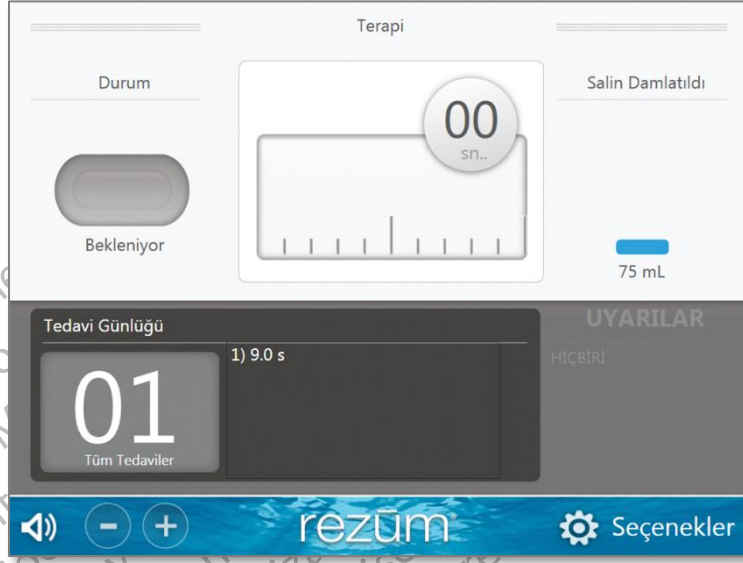 Terapi
Durum
Salin Damlatıldı
00
sn..
Bekleniyor
75 mL
Tedavi Günlüğü
UYARILAR
1) 9.0 s
HİÇBİRİ
01
Tüm Tedaviler
rezūm
Seçenekler